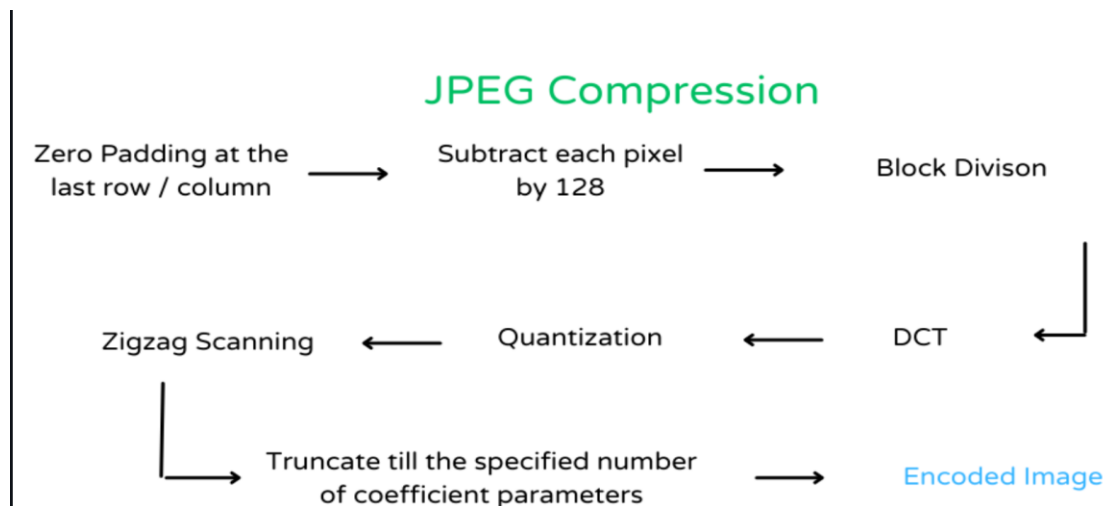 JPEG Compression
Zero Padding at the
last row / column
Subtract each pixel
by 128
Block Divison
DCT
Quantization
Zigzag Scanning
Truncate till the specified number
of coefficient parameters
Encoded Image